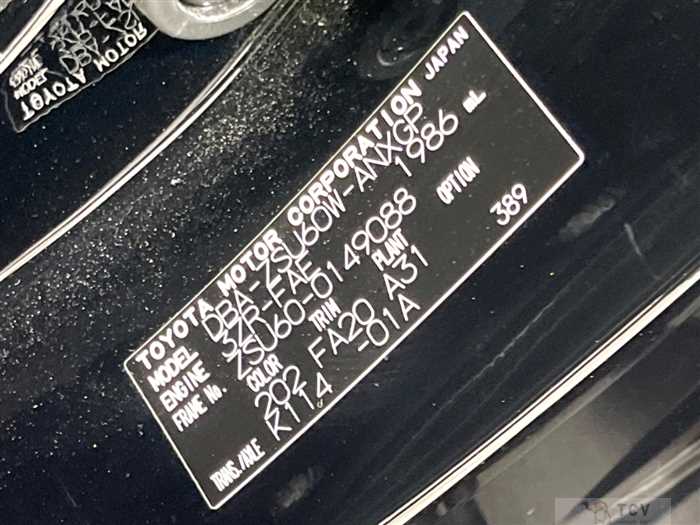 TOYOTA MOTOR CORPORATION JAPAN
MODEL DBA-ZSU60W-ANXGP
ENGINE 3ZR-FAE 1986 mL
FRAME No. ZSU60-0149088
COLOR TRIM PLANT OPTION
202 FA20 A31
TRANS./AXLE K114 -01A 389
TCV